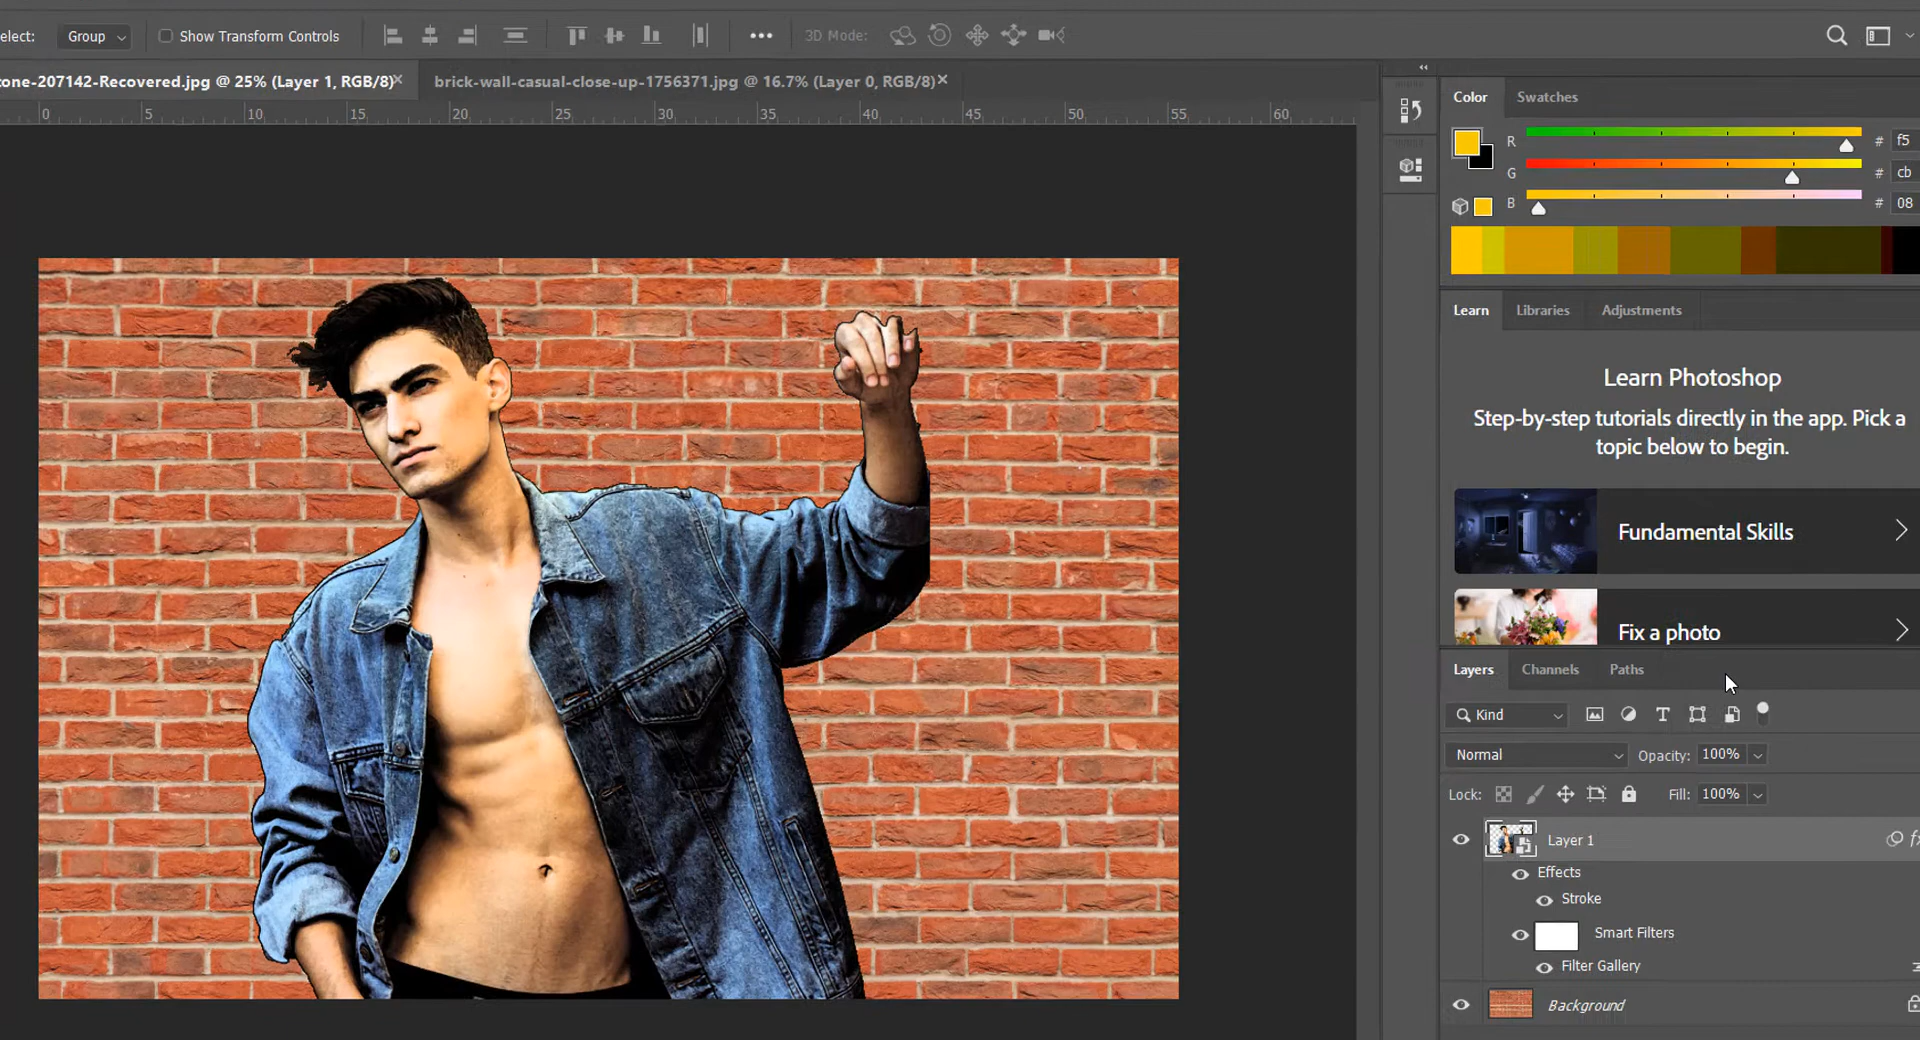 elect:
Group
Show Transform Controls
3D Mode:
tone-207142-Recovered.jpg @ 25% (Layer 1, RGB/8)
brick-wall-casual-close-up-1756371.jpg @ 16.7% (Layer 0, RGB/8)
0 5 10 15 20 25 30 35 40 45 50 55 60
Color
Swatches
R
# f5
G
# cb
B
# 08
Learn
Libraries
Adjustments
Learn Photoshop
Step-by-step tutorials directly in the app. Pick a
topic below to begin.
Fundamental Skills
Fix a photo
Layers
Channels
Paths
Kind
Normal
Opacity: 100%
Lock:
Fill: 100%
Layer 1
fx
Effects
Stroke
Smart Filters
Filter Gallery
Background